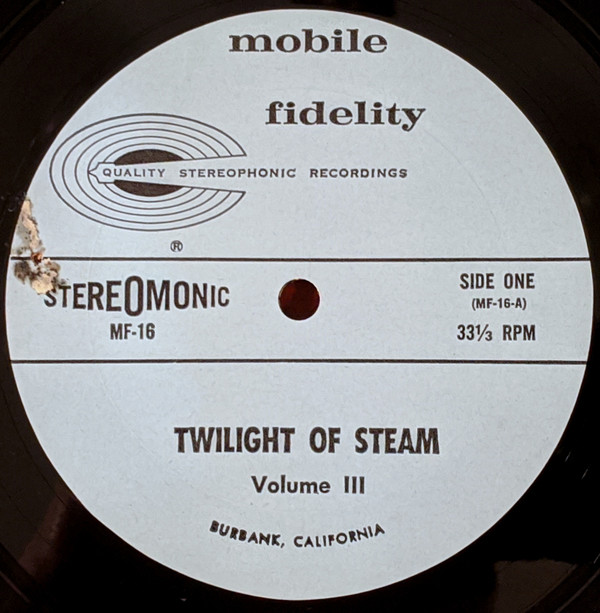 mobile
fidelity
QUALITY STEREOPHONIC RECORDINGS
®
STEREOMONIC
MF-16
SIDE ONE
(MF-16-A)
33⅓ RPM
TWILIGHT OF STEAM
Volume III
BURBANK, CALIFORNIA